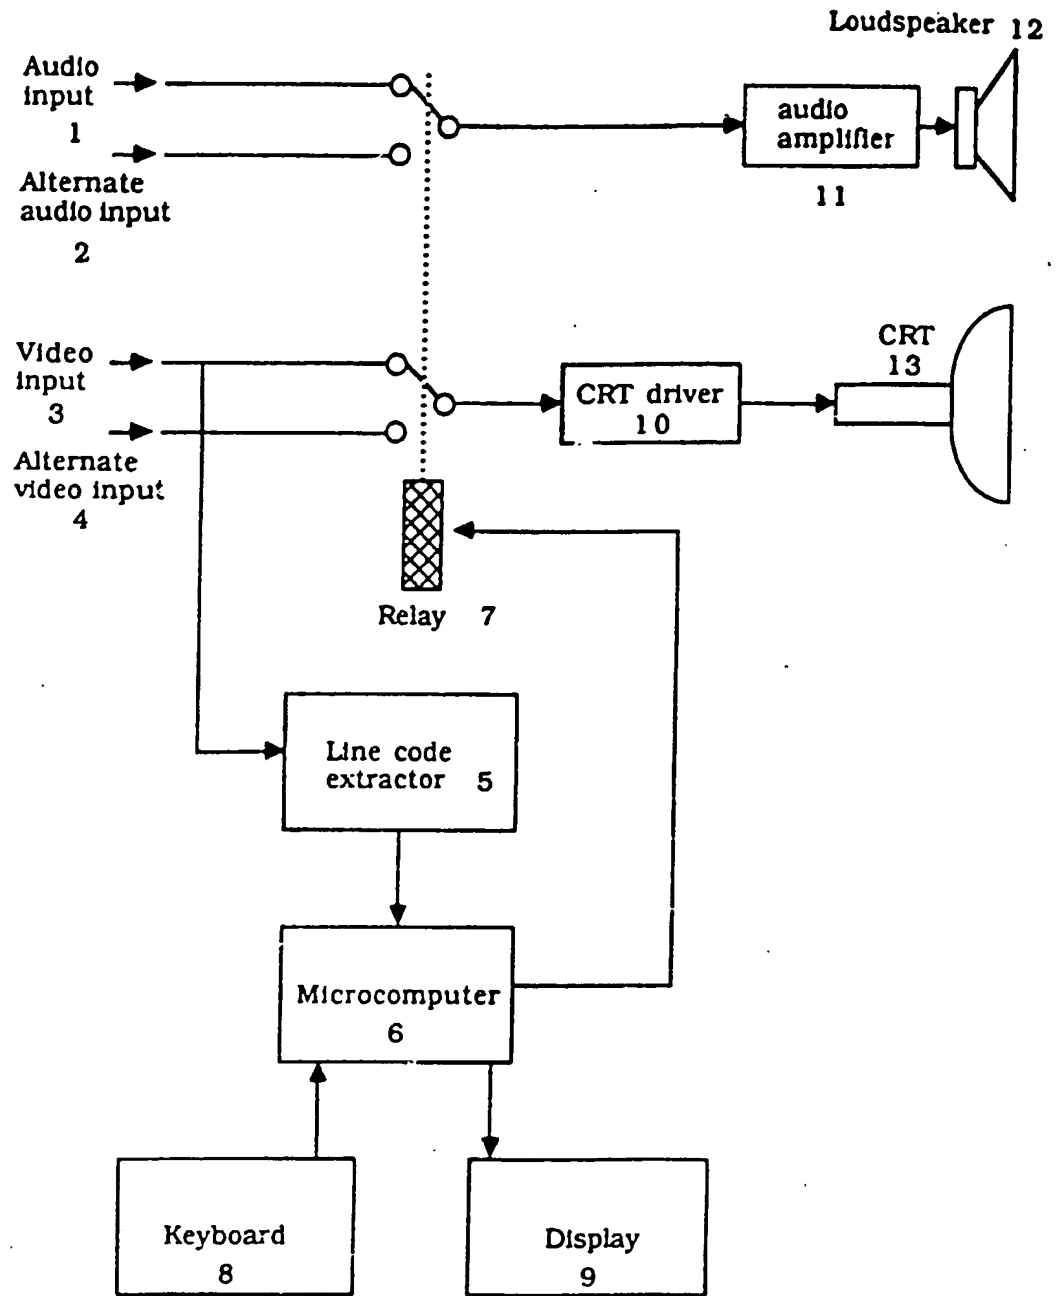 Loudspeaker 12
Audio
input
1
Alternate
audio input
2
audio
amplifier
11
Video
input
3
Alternate
video input
4
CRT driver
10
CRT
13
Relay 7
Line code
extractor 5
Microcomputer
6
Keyboard
8
Display
9